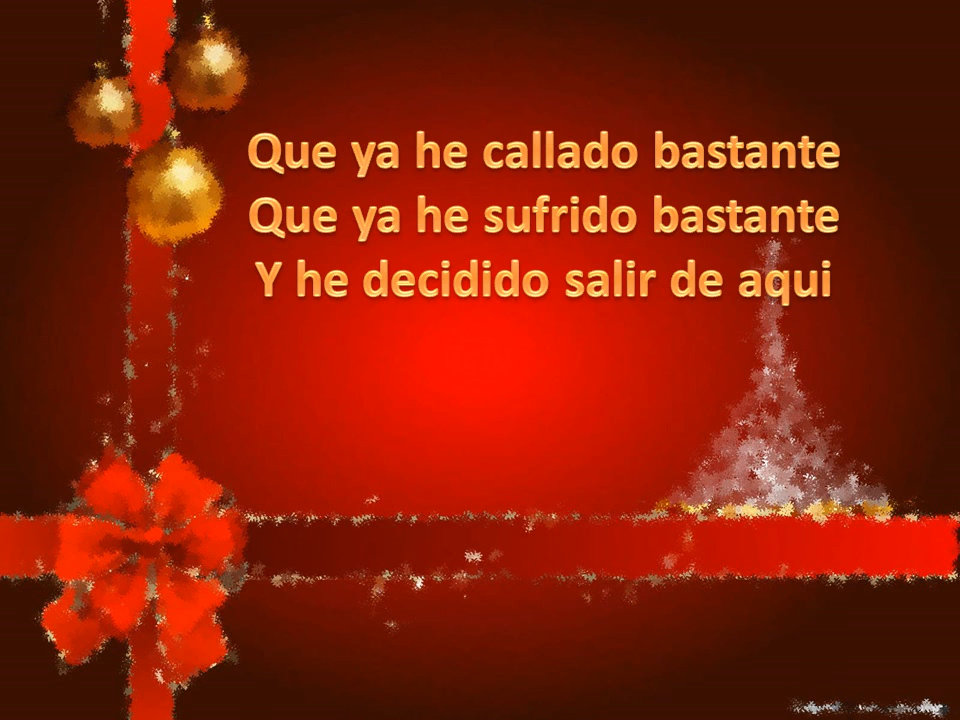 Que ya he callado bastante
Que ya he sufrido bastante
Y he decidido salir de aqui